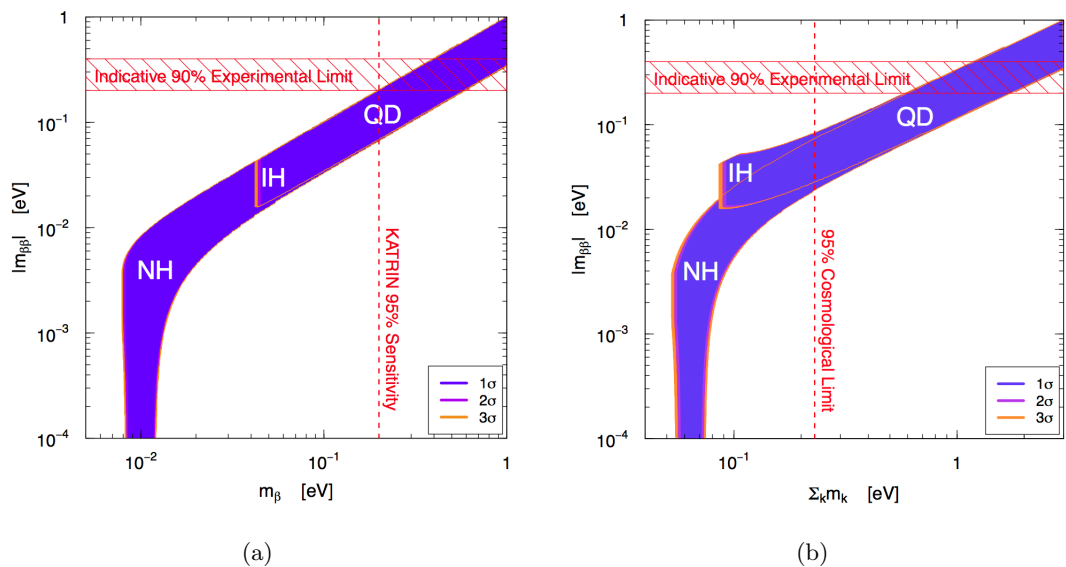 1
Indicative 90% Experimental Limit
QD
10⁻¹
IH
|mββ| [eV]
10⁻²
NH
KATRIN 95% Sensitivity
10⁻³
1σ
2σ
3σ
10⁻⁴
10⁻²
10⁻¹
1
mβ [eV]
(a)
1
Indicative 90% Experimental Limit
QD
10⁻¹
IH
|mββ| [eV]
10⁻²
NH
95% Cosmological Limit
10⁻³
1σ
2σ
3σ
10⁻⁴
10⁻¹
1
Σₖmₖ [eV]
(b)